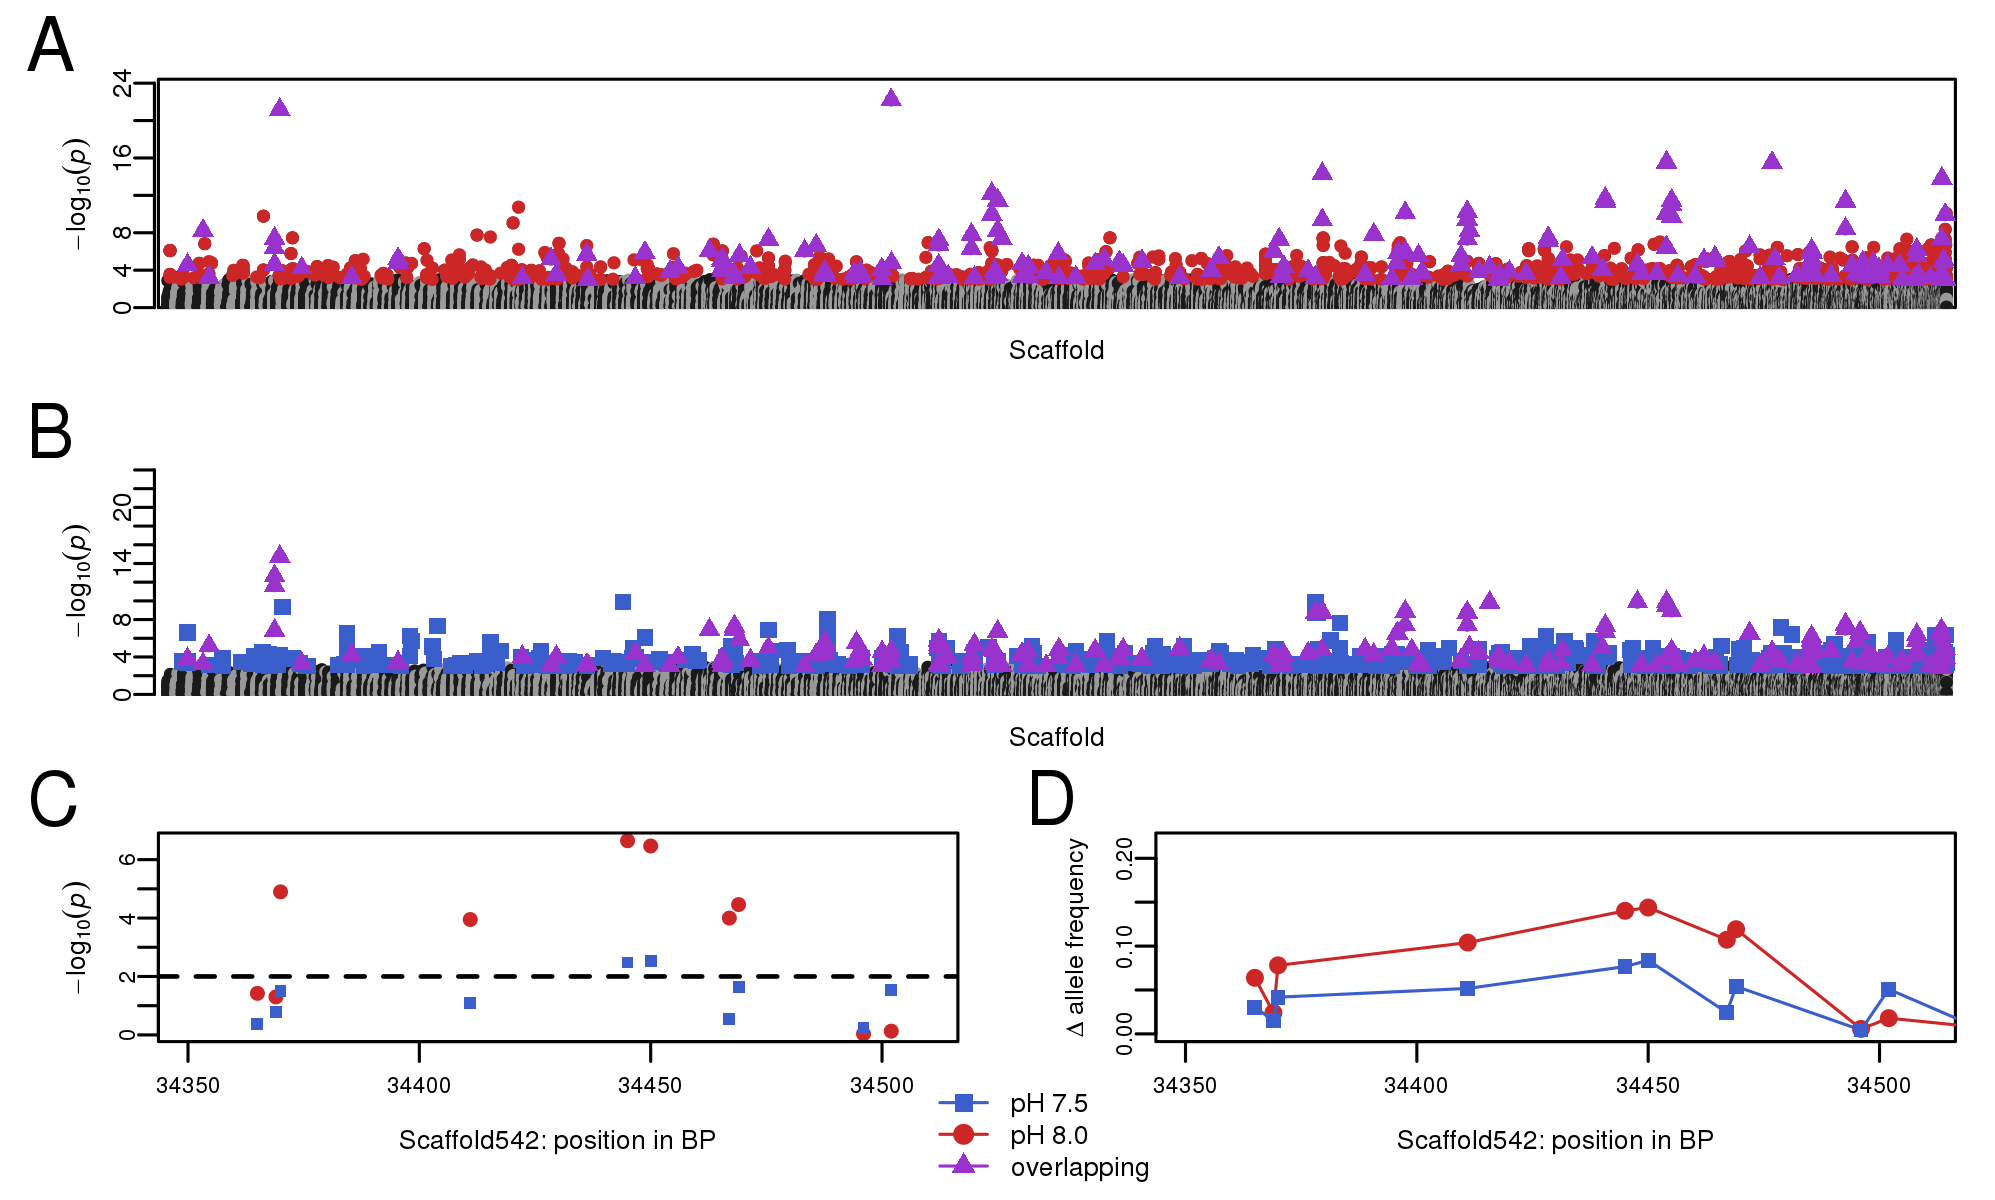 A
−log10(p)
0 4 8 16 24
Scaffold
B
−log10(p)
0 4 8 14 20
Scaffold
C
D
−log10(p)
0 2 4 6
34350 34400 34450 34500
Scaffold542: position in BP
Δ allele frequency
0.00 0.10 0.20
34350 34400 34450 34500
Scaffold542: position in BP
pH 7.5
pH 8.0
overlapping